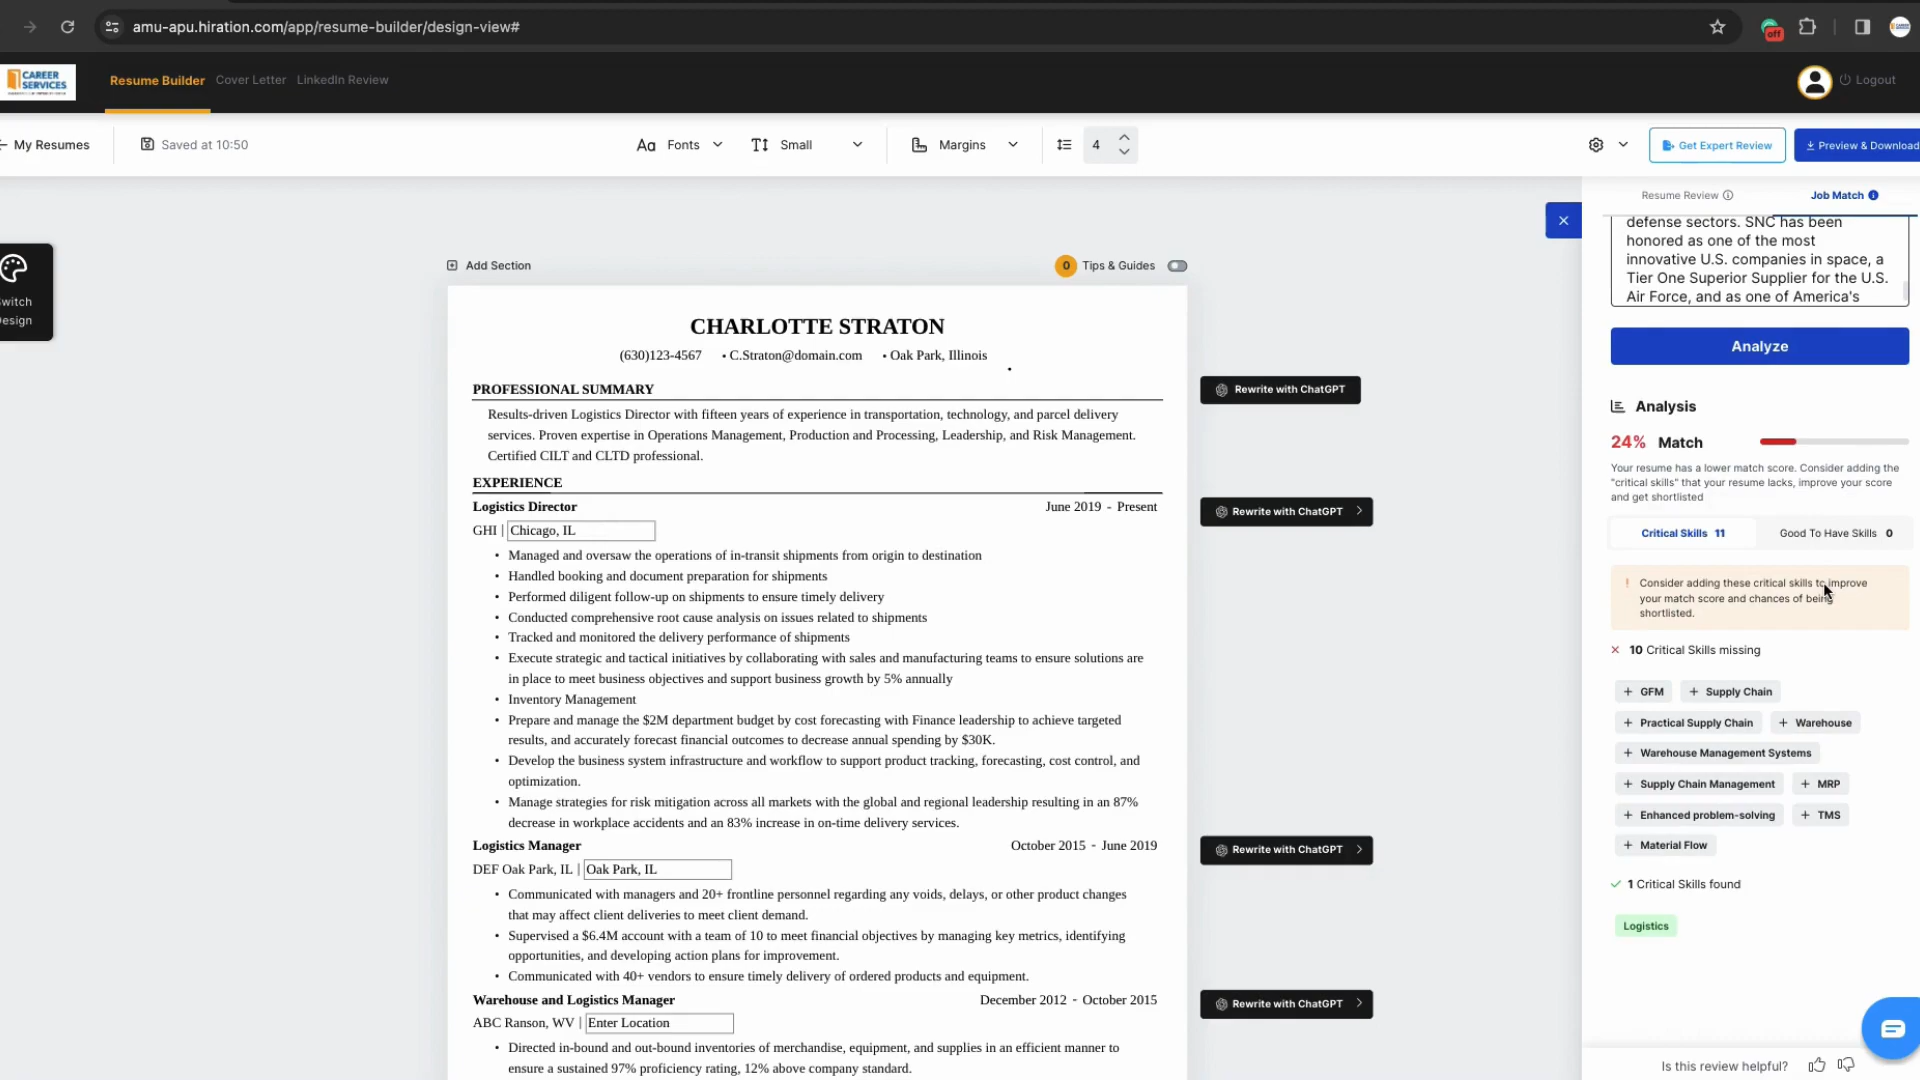 amu-apu.hiration.com/app/resume-builder/design-view#
off
CAREER
SERVICES
Resume Builder
Cover Letter
LinkedIn Review
Logout
My Resumes
Saved at 10:50
Aa Fonts
Small
Margins
4
Get Expert Review
Preview & Download
Resume Review
Job Match
witch
esign
Add Section
0 Tips & Guides
CHARLOTTE STRATON
(630)123-4567 • C.Straton@domain.com • Oak Park, Illinois
PROFESSIONAL SUMMARY
Results-driven Logistics Director with fifteen years of experience in transportation, technology, and parcel delivery
services. Proven expertise in Operations Management, Production and Processing, Leadership, and Risk Management.
Certified CILT and CLTD professional.
Rewrite with ChatGPT
EXPERIENCE
Logistics Director June 2019 - Present
GHI | Chicago, IL
Rewrite with ChatGPT
• Managed and oversaw the operations of in-transit shipments from origin to destination
• Handled booking and document preparation for shipments
• Performed diligent follow-up on shipments to ensure timely delivery
• Conducted comprehensive root cause analysis on issues related to shipments
• Tracked and monitored the delivery performance of shipments
• Execute strategic and tactical initiatives by collaborating with sales and manufacturing teams to ensure solutions are
in place to meet business objectives and support business growth by 5% annually
• Inventory Management
• Prepare and manage the $2M department budget by cost forecasting with Finance leadership to achieve targeted
results, and accurately forecast financial outcomes to decrease annual spending by $30K.
• Develop the business system infrastructure and workflow to support product tracking, forecasting, cost control, and
optimization.
• Manage strategies for risk mitigation across all markets with the global and regional leadership resulting in an 87%
decrease in workplace accidents and an 83% increase in on-time delivery services.
Logistics Manager October 2015 - June 2019
DEF Oak Park, IL | Oak Park, IL
Rewrite with ChatGPT
• Communicated with managers and 20+ frontline personnel regarding any voids, delays, or other product changes
that may affect client deliveries to meet client demand.
• Supervised a $6.4M account with a team of 10 to meet financial objectives by managing key metrics, identifying
opportunities, and developing action plans for improvement.
• Communicated with 40+ vendors to ensure timely delivery of ordered products and equipment.
Warehouse and Logistics Manager December 2012 - October 2015
ABC Ranson, WV | Enter Location
Rewrite with ChatGPT
• Directed in-bound and out-bound inventories of merchandise, equipment, and supplies in an efficient manner to
ensure a sustained 97% proficiency rating, 12% above company standard.
defense sectors. SNC has been
honored as one of the most
innovative U.S. companies in space, a
Tier One Superior Supplier for the U.S.
Air Force, and as one of America's
Analyze
Analysis
24% Match
Your resume has a lower match score. Consider adding the
"critical skills" that your resume lacks, improve your score
and get shortlisted
Critical Skills 11
Good To Have Skills 0
! Consider adding these critical skills to improve
your match score and chances of being
shortlisted.
10 Critical Skills missing
+ GFM + Supply Chain
+ Practical Supply Chain + Warehouse
+ Warehouse Management Systems
+ Supply Chain Management + MRP
+ Enhanced problem-solving + TMS
+ Material Flow
1 Critical Skills found
Logistics
Is this review helpful?